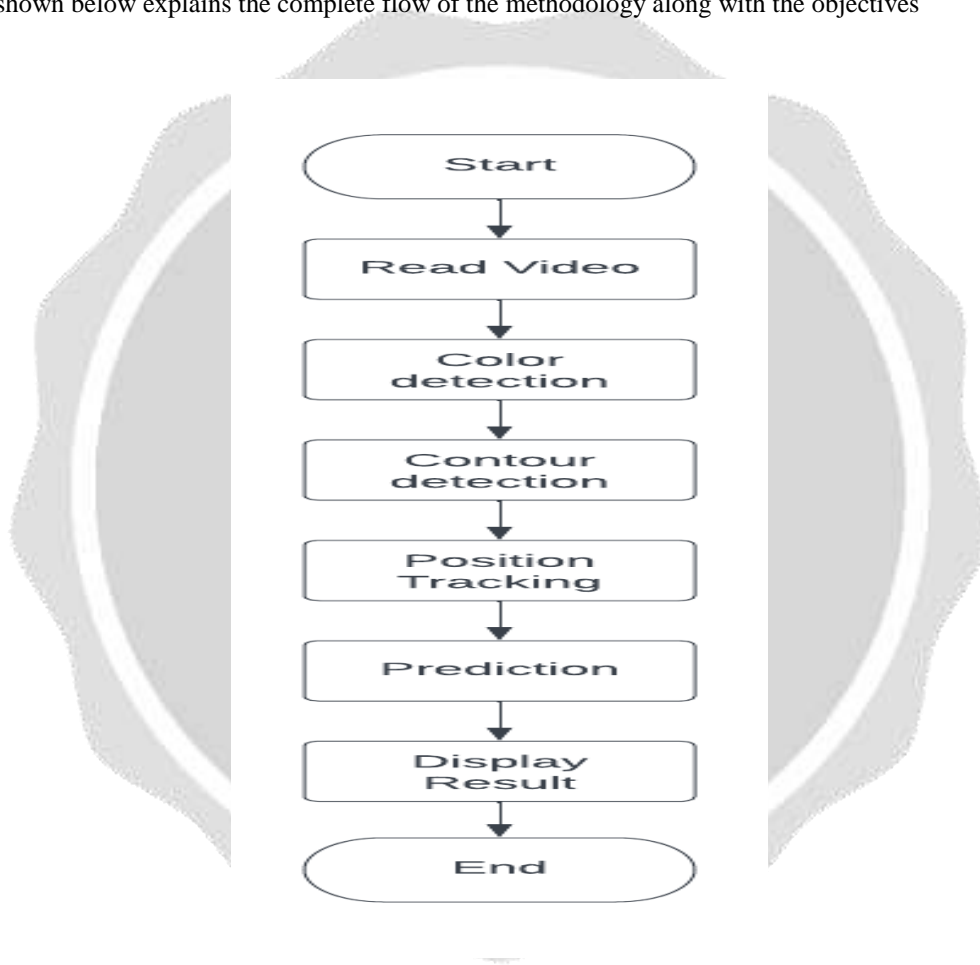 shown below explains the complete flow of the methodology along with the objectives
Start
Read Video
Color
detection
Contour
detection
Position
Tracking
Prediction
Display
Result
End